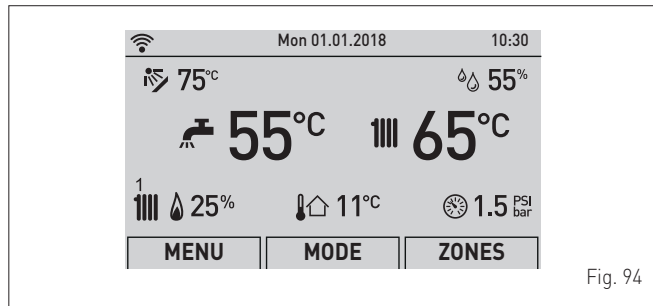 Mon 01.01.2018 10:30
75°C 55%
55°C 65°C
1
25% 11°C 1.5 PSI bar
MENU MODE ZONES
Fig. 94